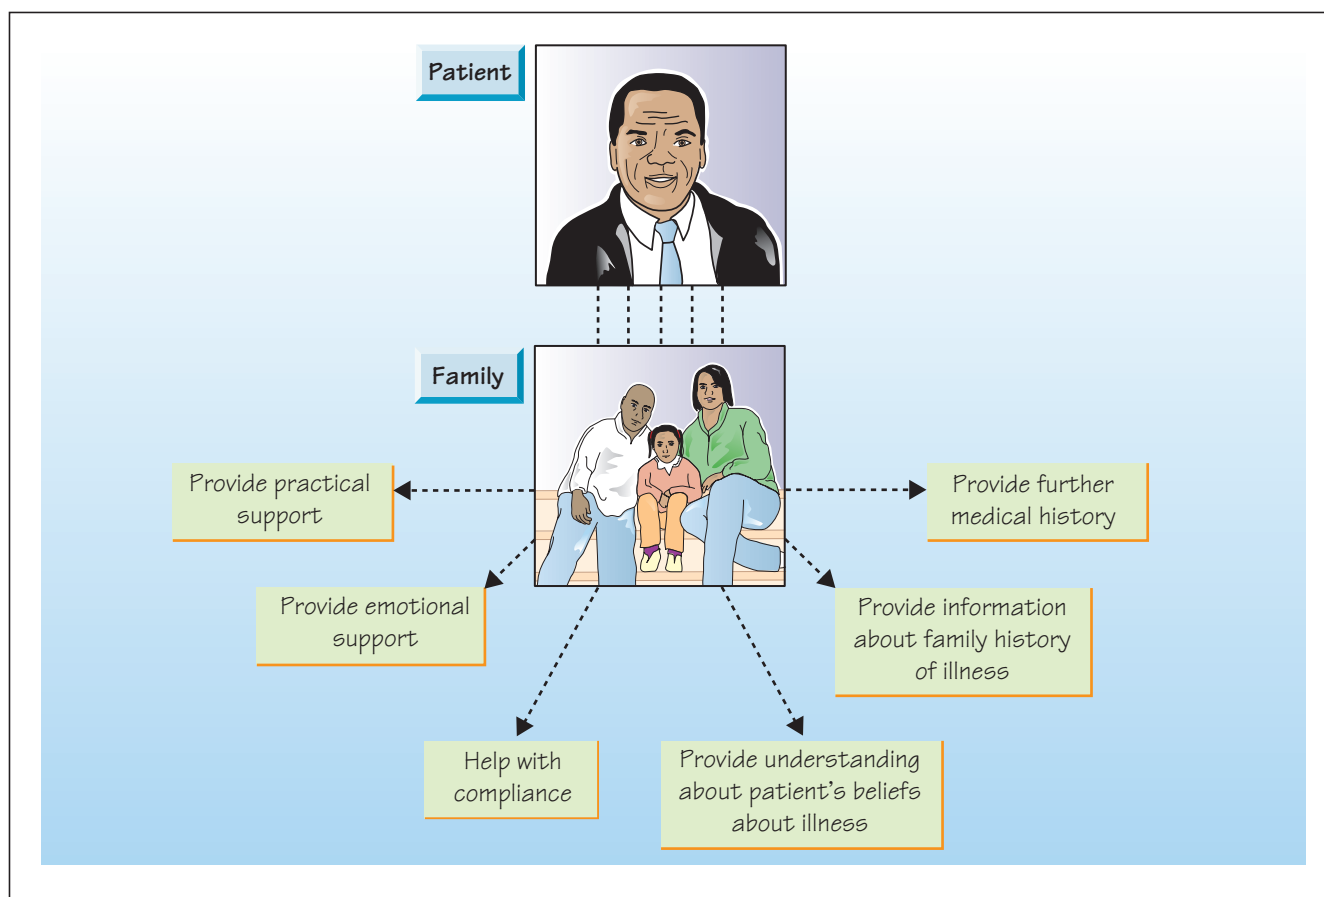 Patient
Family
Provide practical
support
Provide further
medical history
Provide emotional
support
Provide information
about family history
of illness
Help with
compliance
Provide understanding
about patient's beliefs
about illness